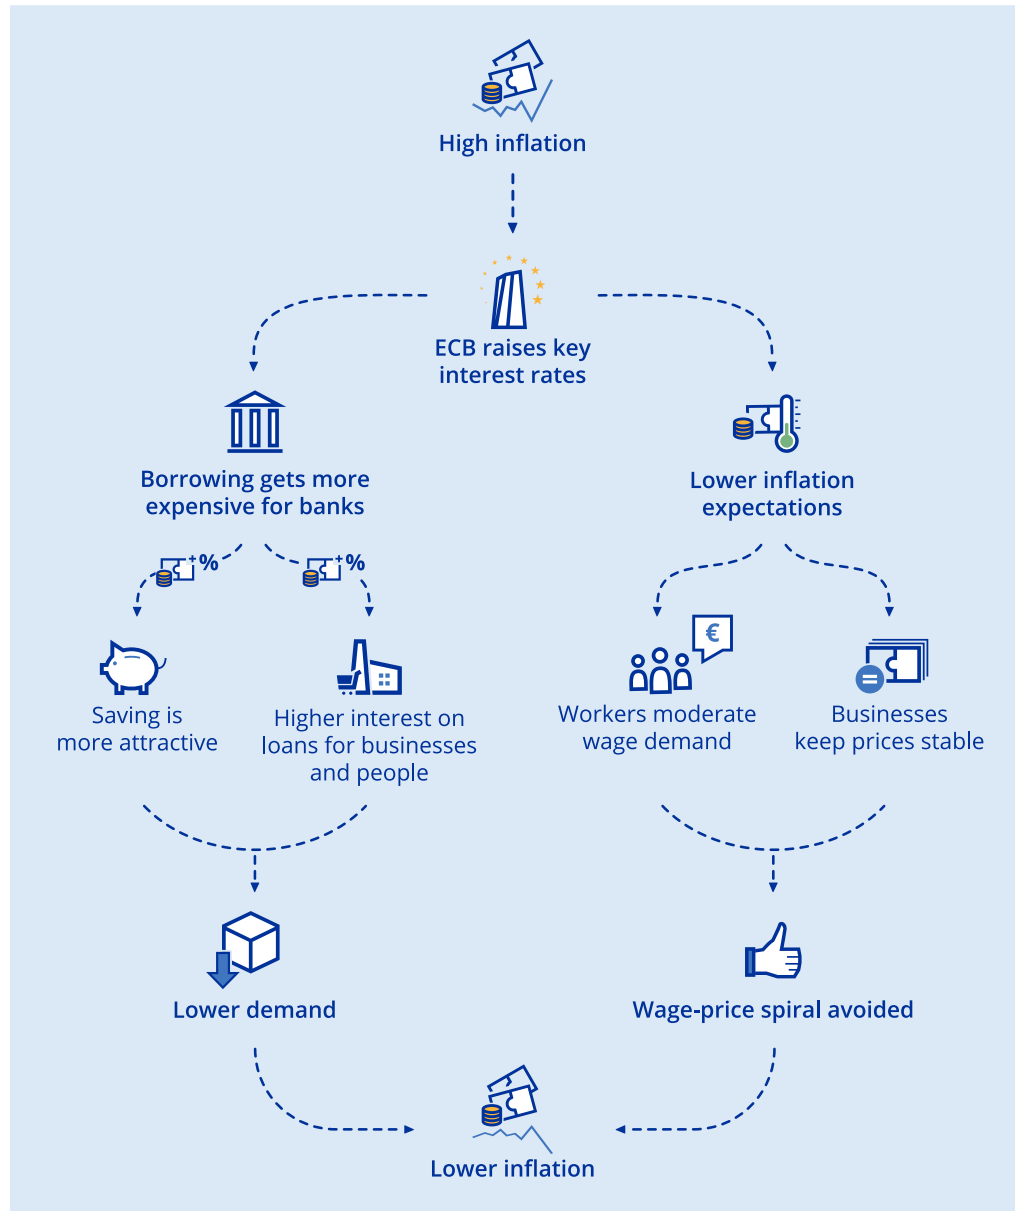 High inflation
ECB raises key
interest rates
Borrowing gets more
expensive for banks
Lower inflation
expectations
+%
+%
€
Saving is
more attractive
Higher interest on
loans for businesses
and people
Workers moderate
wage demand
Businesses
keep prices stable
Lower demand
Wage-price spiral avoided
Lower inflation